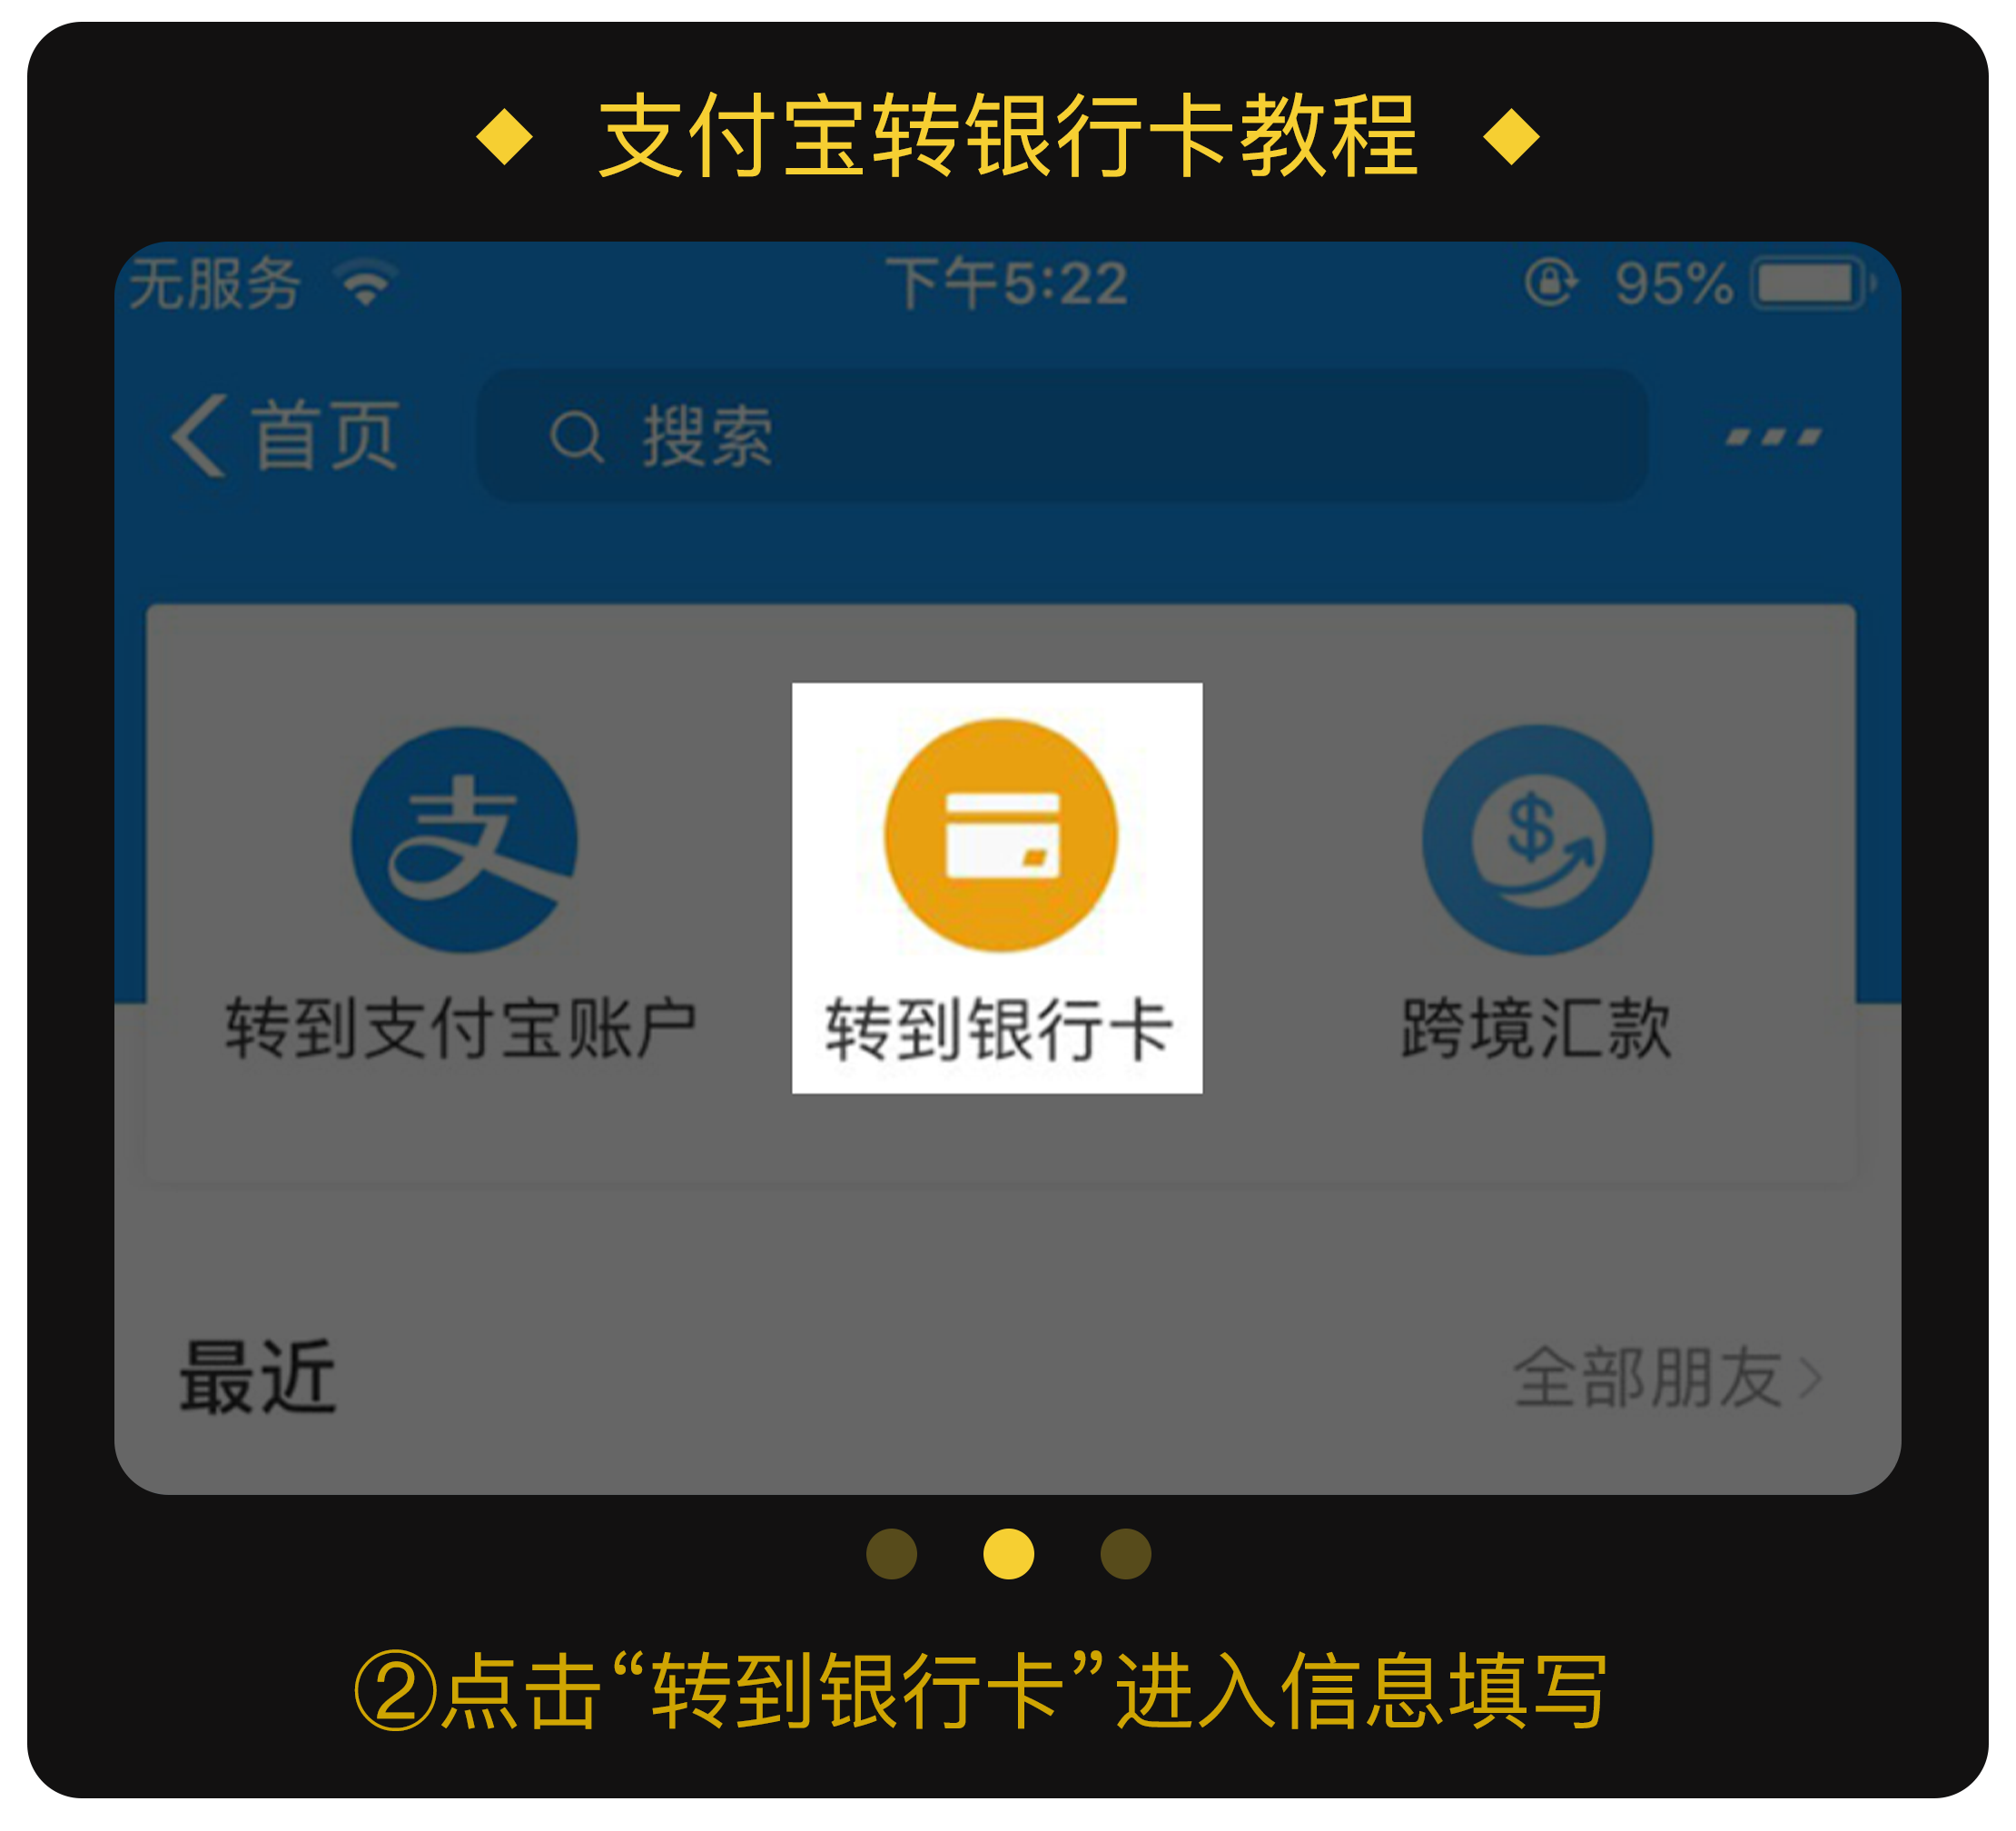 支付宝转银行卡教程
无服务 下午5:22 95%
首页 搜索
支
$
转到支付宝账户 转到银行卡 跨境汇款
最近 全部朋友
②点击“转到银行卡”进入信息填写